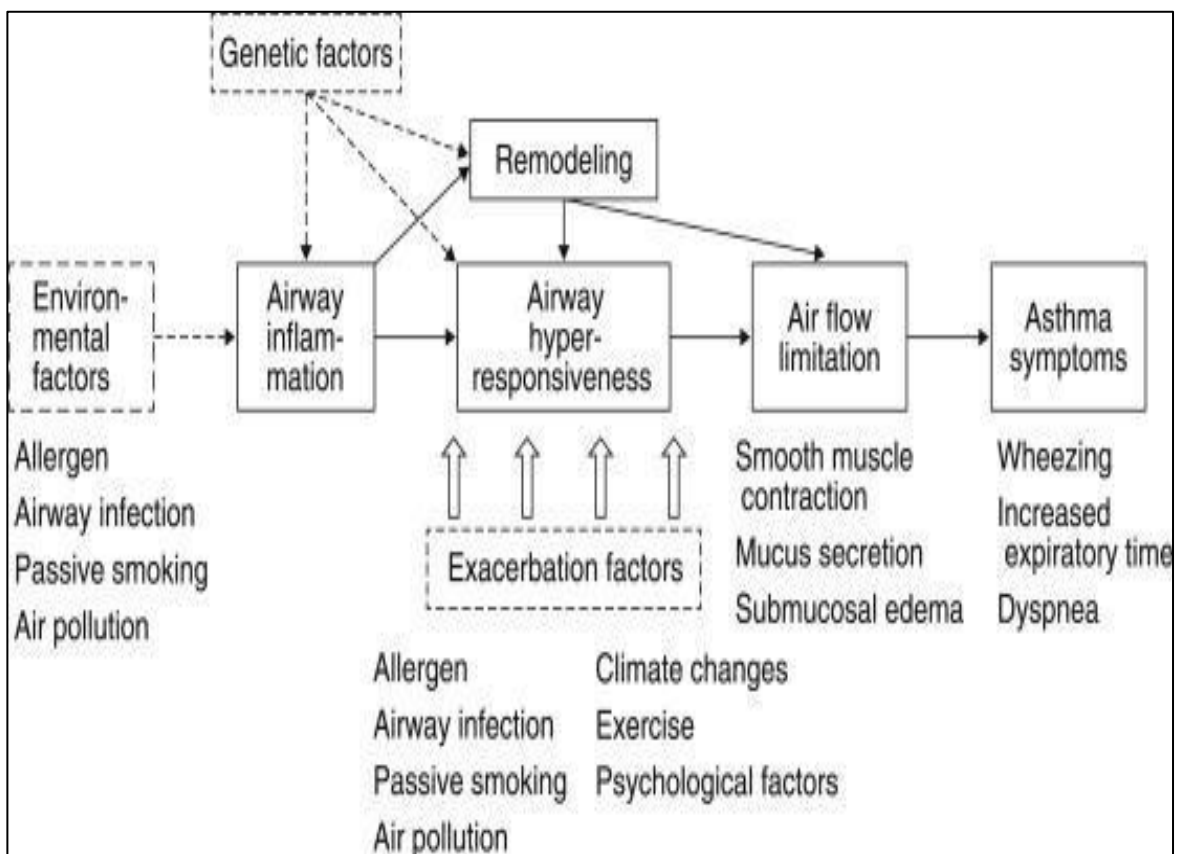 Genetic factors
Remodeling
Environ-
mental
factors
Airway
inflam-
mation
Airway
hyper-
responsiveness
Air flow
limitation
Asthma
symptoms
Allergen
Airway infection
Passive smoking
Air pollution
Exacerbation factors
Allergen
Airway infection
Passive smoking
Air pollution
Climate changes
Exercise
Psychological factors
Smooth muscle
contraction
Mucus secretion
Submucosal edema
Wheezing
Increased
expiratory time
Dyspnea